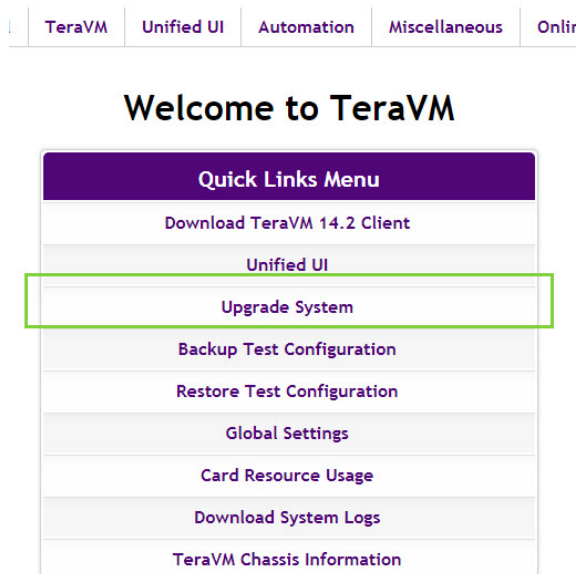 TeraVM Unified UI Automation Miscellaneous
Welcome to TeraVM
Quick Links Menu
Download TeraVM 14.2 Client
Unified UI
Upgrade System
Backup Test Configuration
Restore Test Configuration
Global Settings
Card Resource Usage
Download System Logs
TeraVM Chassis Information